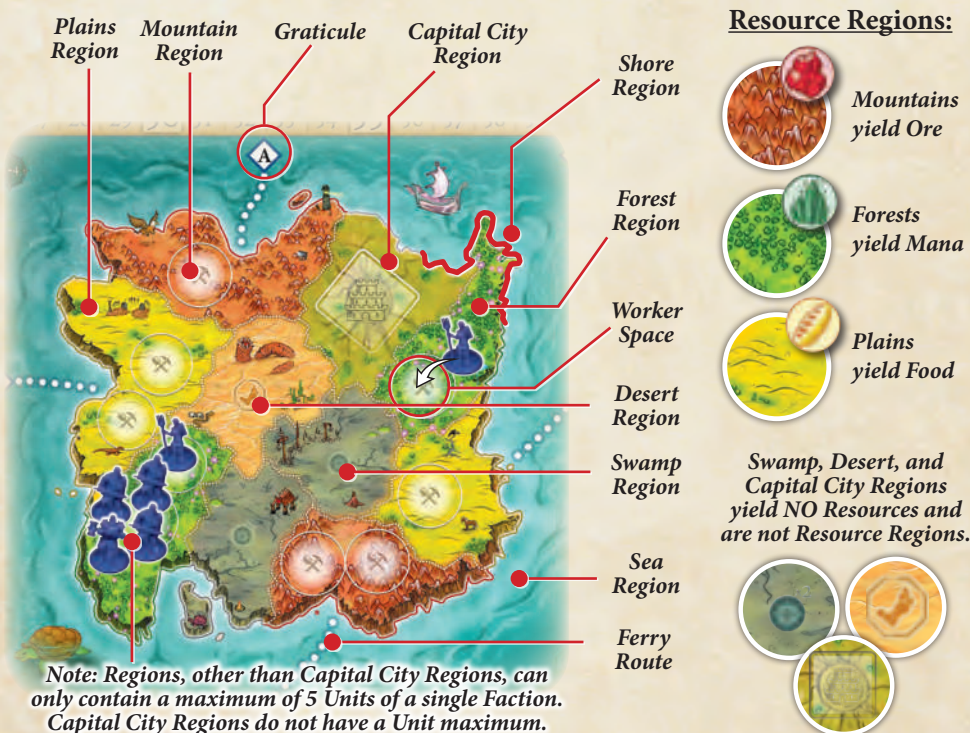 Plains
Region
Mountain
Region
Graticule
Capital City
Region
Shore
Region
Forest
Region
Worker
Space
Desert
Region
Swamp
Region
Sea
Region
Ferry
Route
A
Note: Regions, other than Capital City Regions, can
only contain a maximum of 5 Units of a single Faction.
Capital City Regions do not have a Unit maximum.
Resource Regions:
Mountains
yield Ore
Forests
yield Mana
Plains
yield Food
Swamp, Desert, and
Capital City Regions
yield NO Resources and
are not Resource Regions.